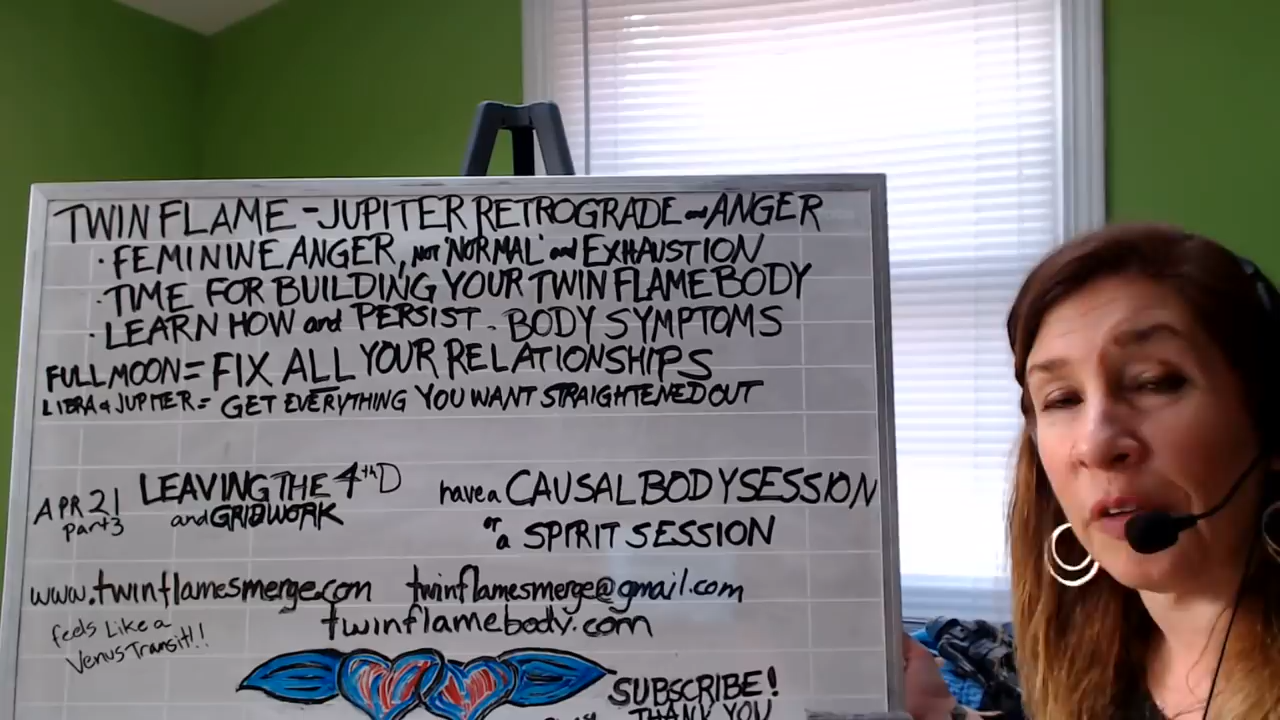 TWIN FLAME - JUPITER RETROGRADE and ANGER
· FEMININE ANGER, NOT 'NORMAL' and EXHAUSTION
· TIME FOR BUILDING YOUR TWIN FLAME BODY
· LEARN HOW and PERSIST - BODY SYMPTOMS
FULL MOON = FIX ALL YOUR RELATIONSHIPS
LIBRA & JUPITER = GET EVERYTHING YOU WANT STRAIGHTENED OUT
APR 21 part 3
LEAVING THE 4thD
and GRIDWORK
have a CAUSAL BODY SESSION
or a SPIRIT SESSION
www.twinflamesmerge.com twinflamesmerge@gmail.com
twinflamebody.com
feels Like a
Venus Transit!!
SUBSCRIBE!
THANK YOU